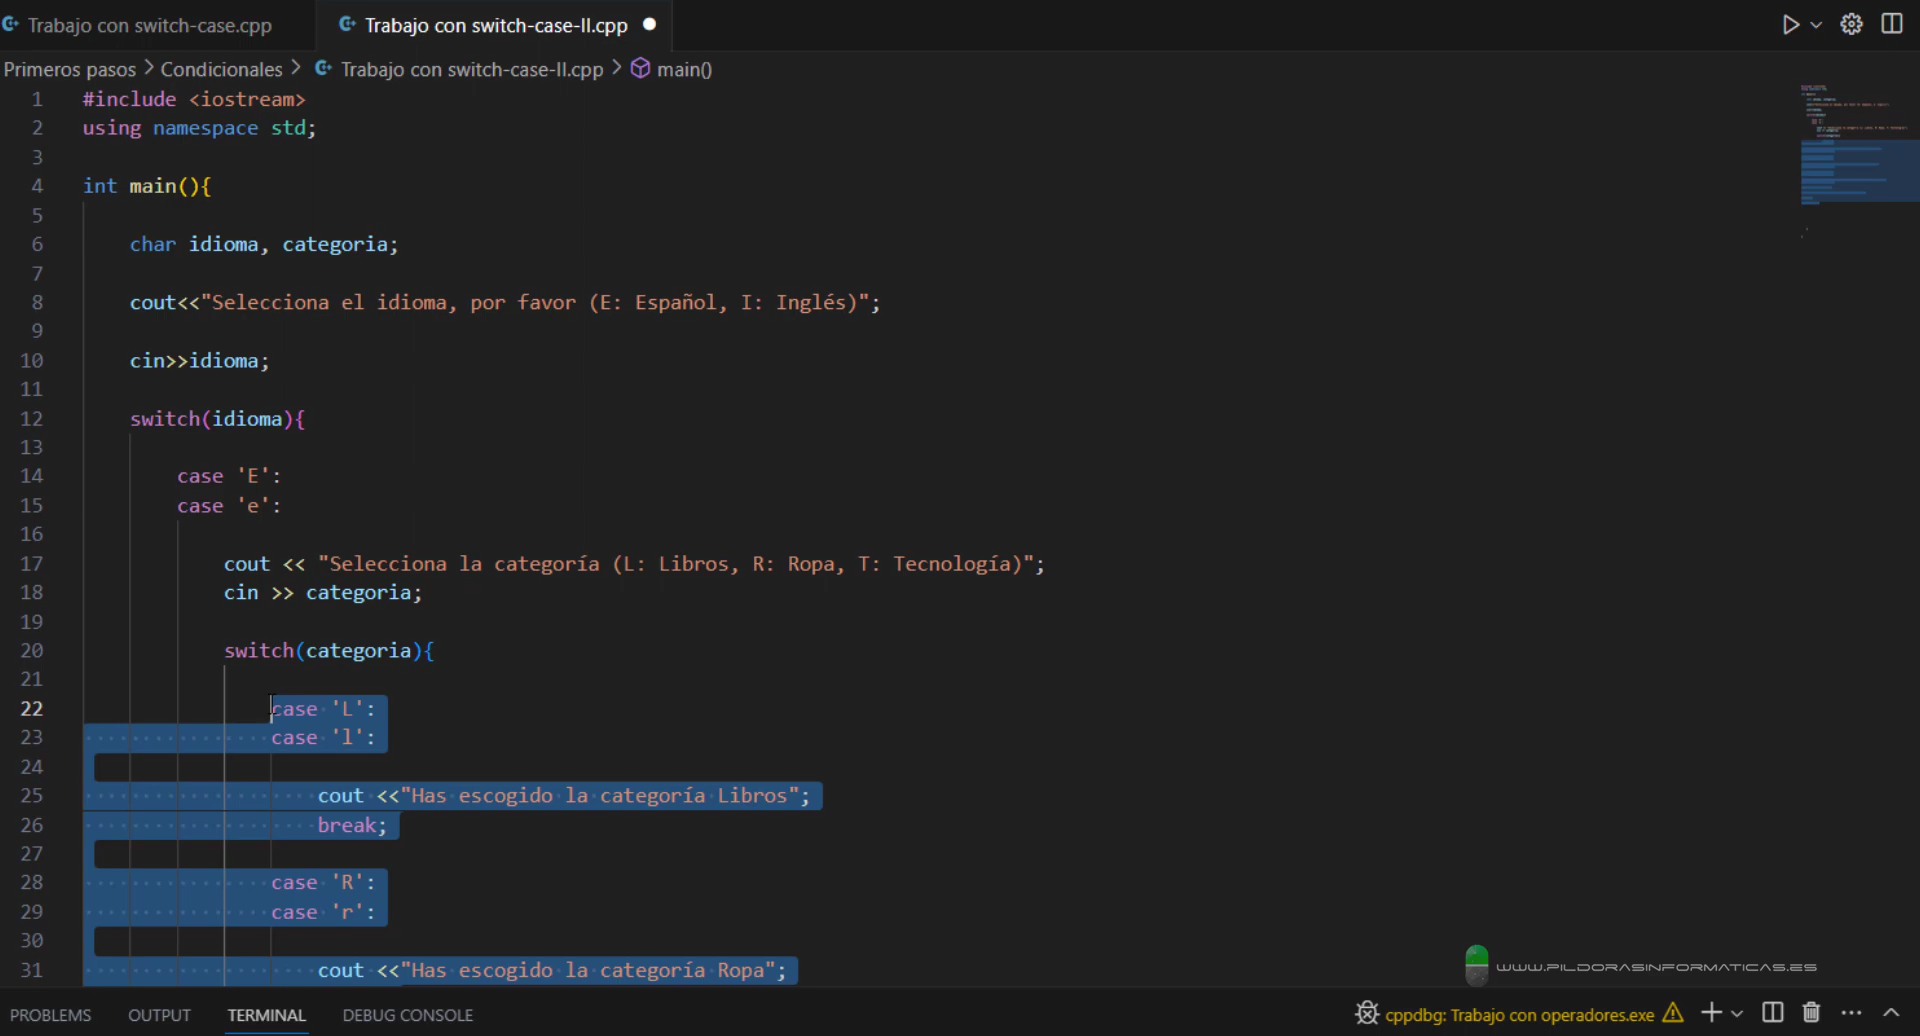 Trabajo con switch-case.cpp
Trabajo con switch-case-II.cpp
Primeros pasos > Condicionales > Trabajo con switch-case-II.cpp > main()
1 #include <iostream>
2 using namespace std;
3
4 int main(){
5
6 char idioma, categoria;
7
8 cout<<"Selecciona el idioma, por favor (E: Español, I: Inglés)";
9
10 cin>>idioma;
11
12 switch(idioma){
13
14 case 'E':
15 case 'e':
16
17 cout << "Selecciona la categoría (L: Libros, R: Ropa, T: Tecnología)";
18 cin >> categoria;
19
20 switch(categoria){
21
22 case 'L':
23 case 'l':
24
25 cout <<"Has escogido la categoría Libros";
26 break;
27
28 case 'R':
29 case 'r':
30
31 cout <<"Has escogido la categoría Ropa";
WWW.PILDORASINFORMATICAS.ES
PROBLEMS OUTPUT TERMINAL DEBUG CONSOLE
cppdbg: Trabajo con operadores.exe